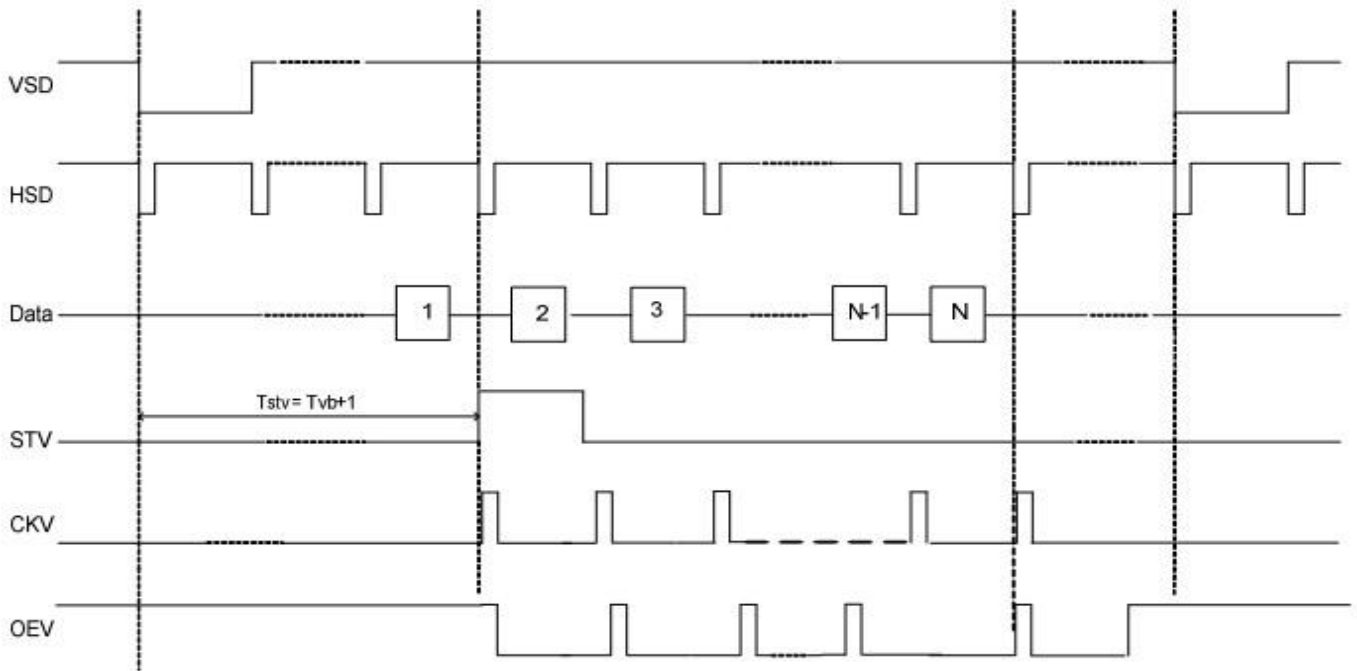 VSD
HSD
Data
1
2
3
N-1
N
Tstv= Tvb+1
STV
CKV
OEV